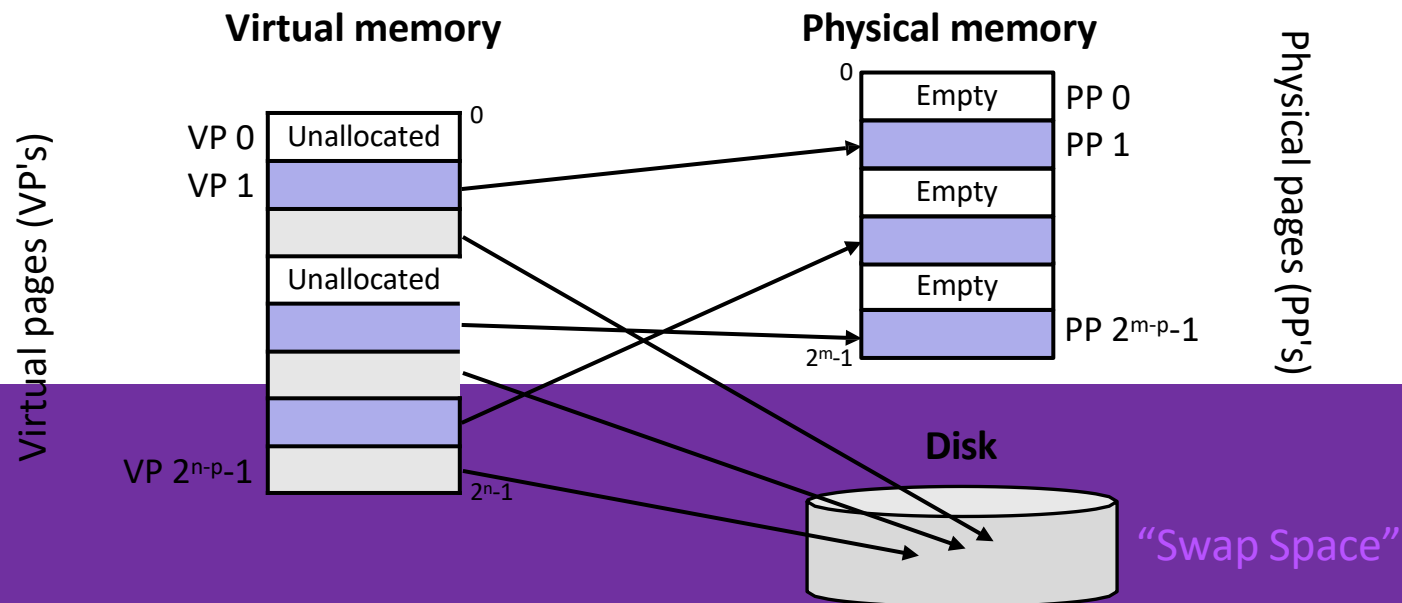 Virtual memory
Physical memory
Virtual pages (VP's)
Physical pages (PP's)
0
VP 0
Unallocated
VP 1
Unallocated
VP 2ⁿ⁻ᵖ-1
2ⁿ-1
0
Empty
PP 0
PP 1
Empty
Empty
PP 2ᵐ⁻ᵖ-1
2ᵐ-1
Disk
“Swap Space”